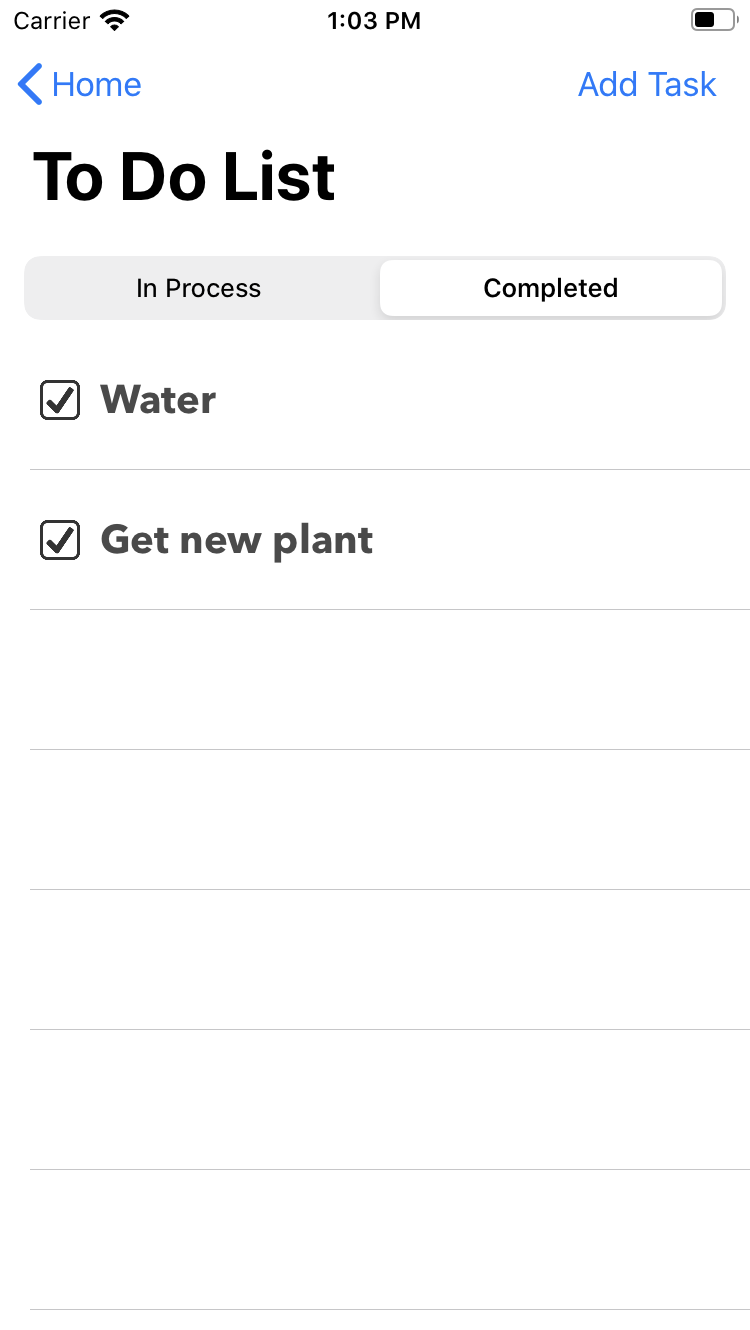 Carrier 1:03 PM
Home Add Task
To Do List
In Process Completed
Water
Get new plant